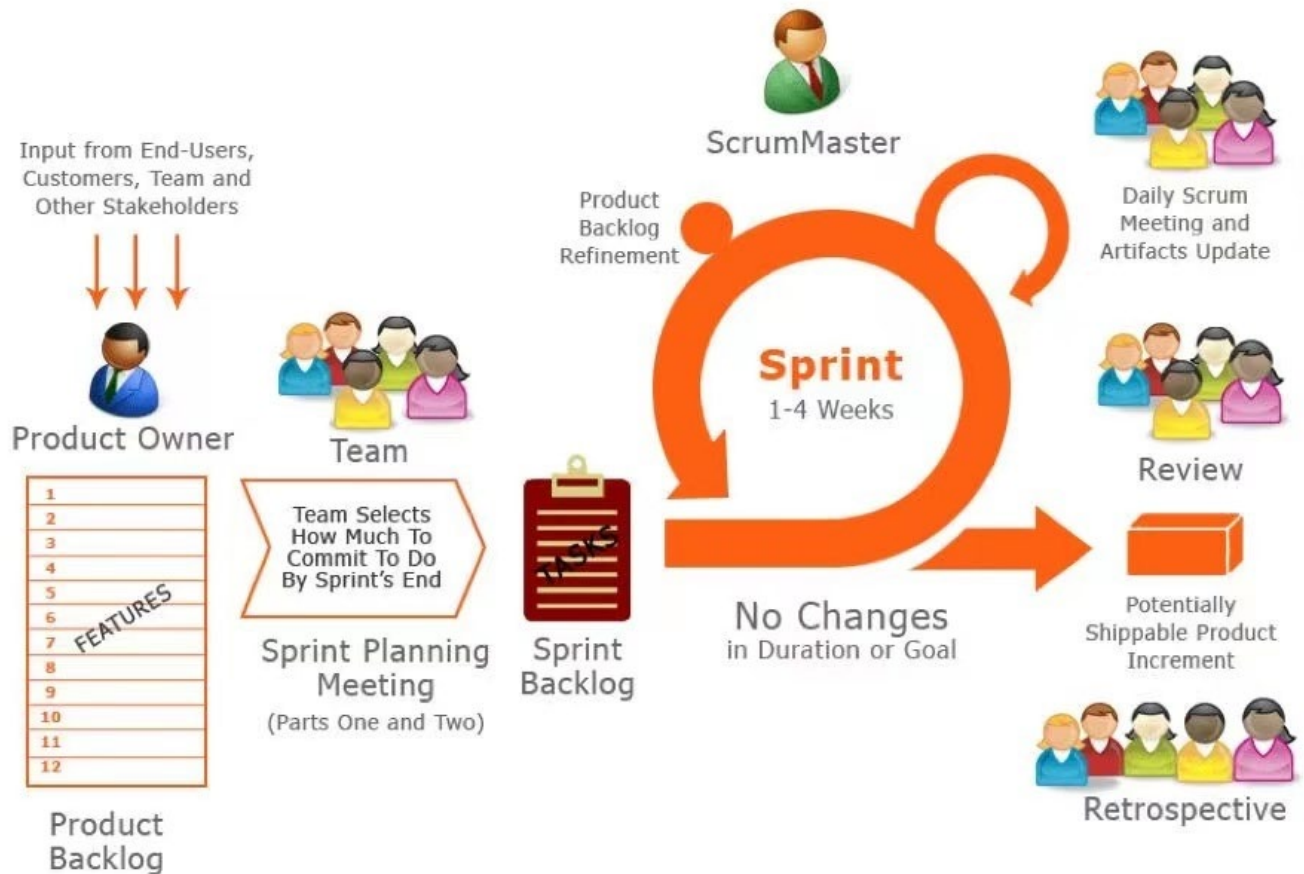 ScrumMaster
Input from End-Users,
Customers, Team and
Other Stakeholders
Product Owner
Team
1
2
3
4
5
6
7
8
9
10
11
12
FEATURES
Product
Backlog
Team Selects
How Much To
Commit To Do
By Sprint's End
Sprint Planning
Meeting
(Parts One and Two)
TASKS
Sprint
Backlog
Product
Backlog
Refinement
Sprint
1-4 Weeks
No Changes
in Duration or Goal
Daily Scrum
Meeting and
Artifacts Update
Review
Potentially
Shippable Product
Increment
Retrospective